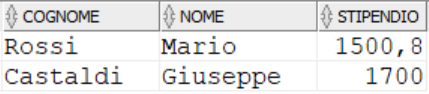 COGNOME NOME STIPENDIO
Rossi Mario 1500,8
Castaldi Giuseppe 1700